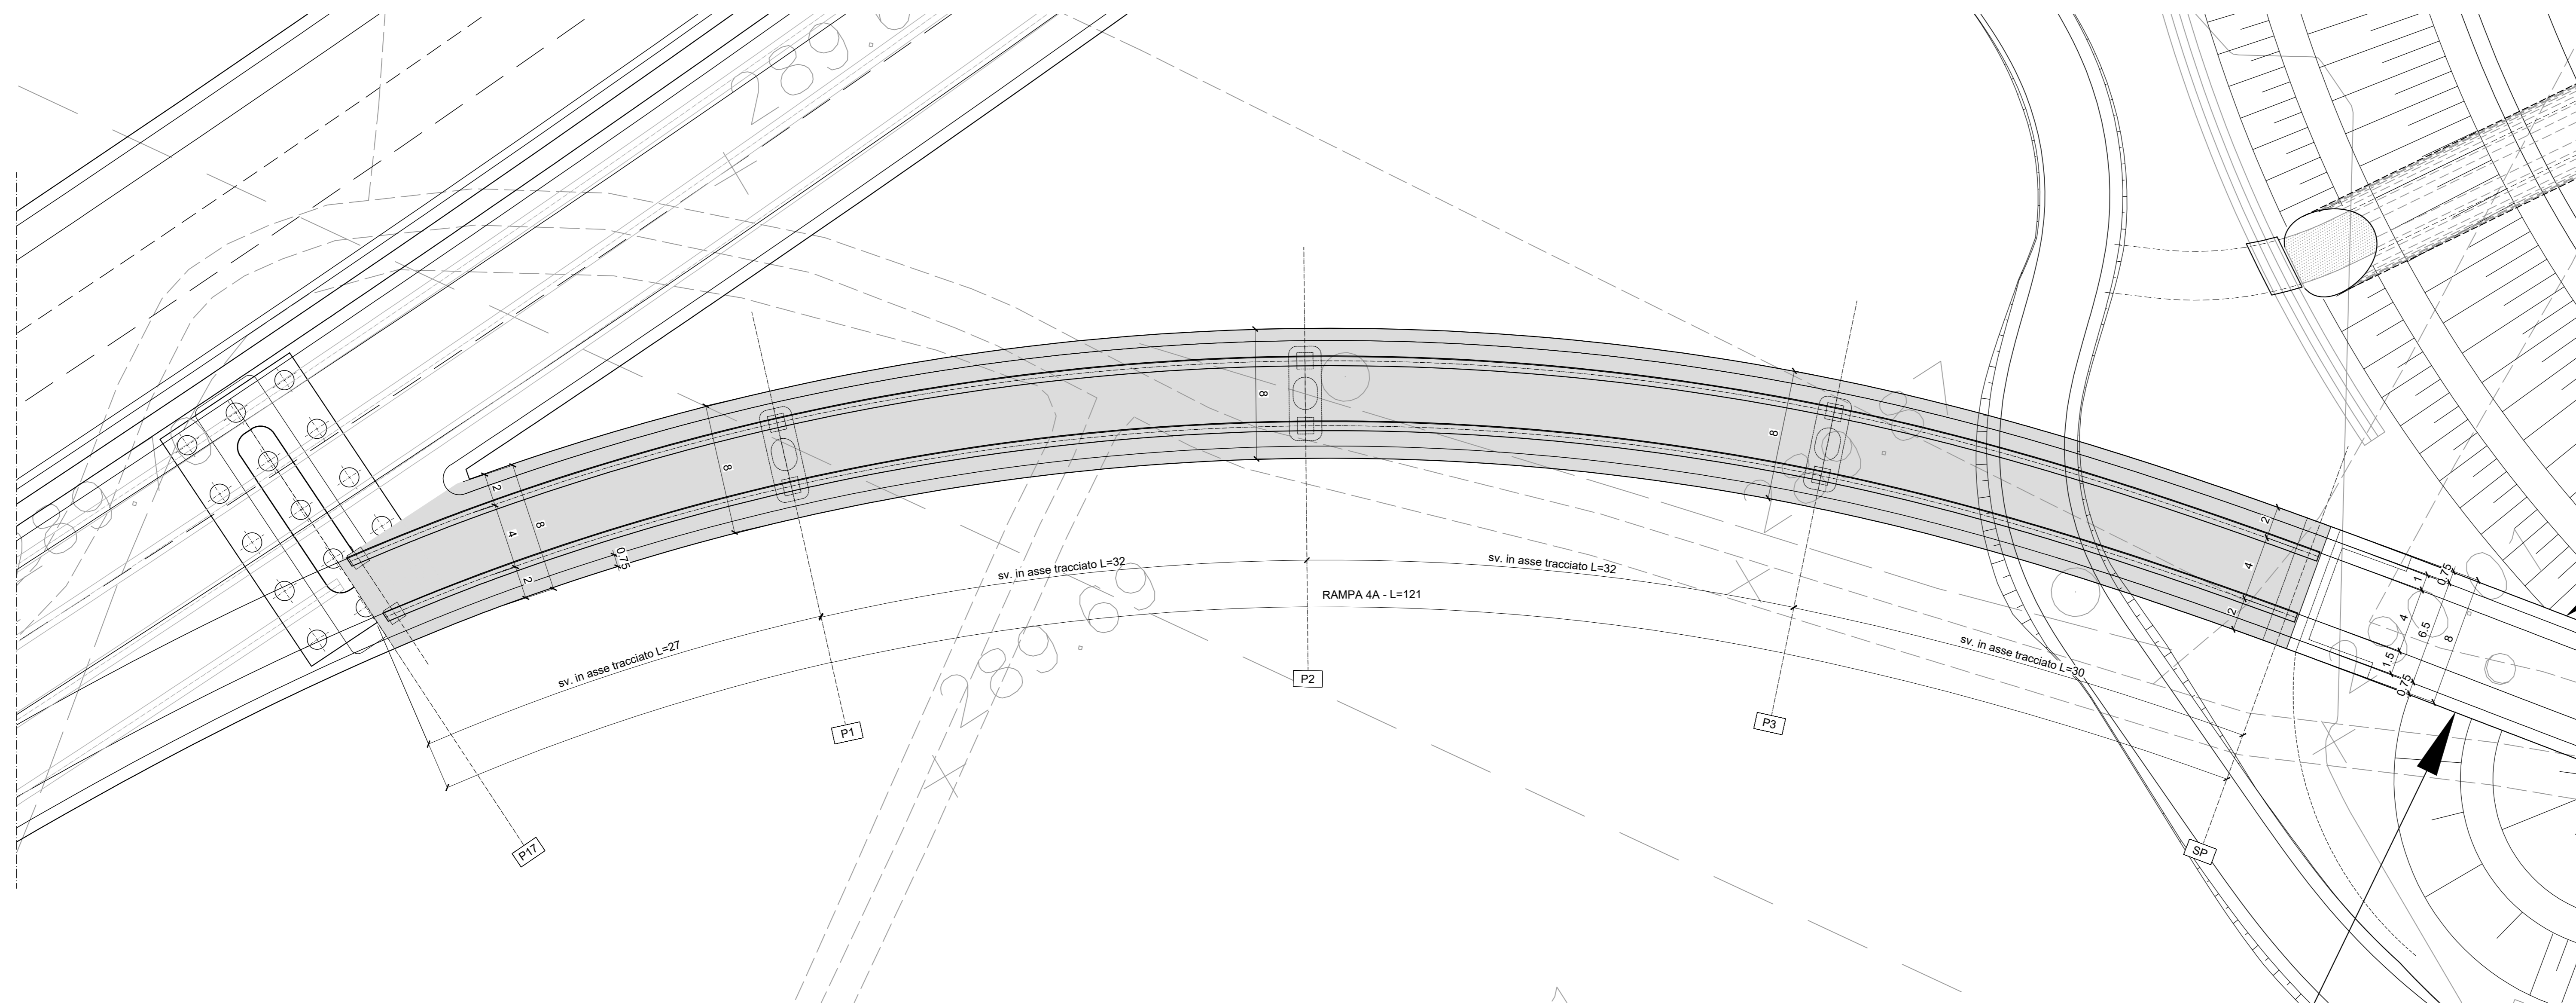 289.
89
2
4
8
2
0.75
8
8
8
sv. in asse tracciato L=27
sv. in asse tracciato L=32
sv. in asse tracciato L=32
sv. in asse tracciato L=30
RAMPA 4A - L=121
289.89
2
4
2
1
0.75
4
6.5
8
1.5
0.75
P17
P1
P2
P3
SP